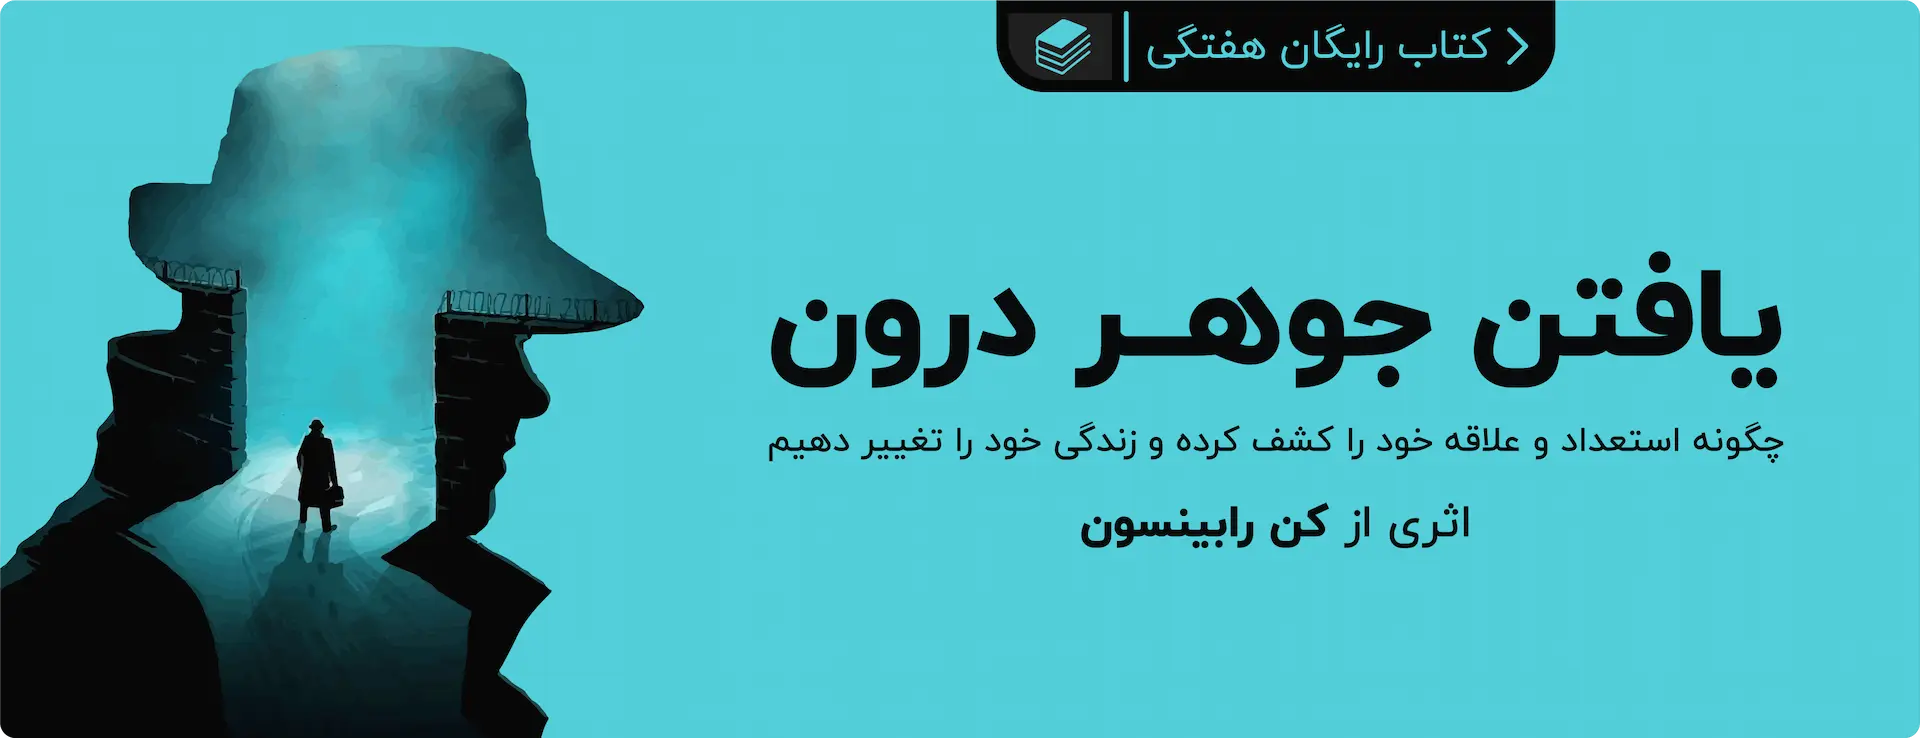 کتاب رایگان هفتگی
یافتن جوهر درون
چگونه استعداد و علاقه خود را کشف کرده و زندگی خود را تغییر دهیم
اثری از کن رابینسون